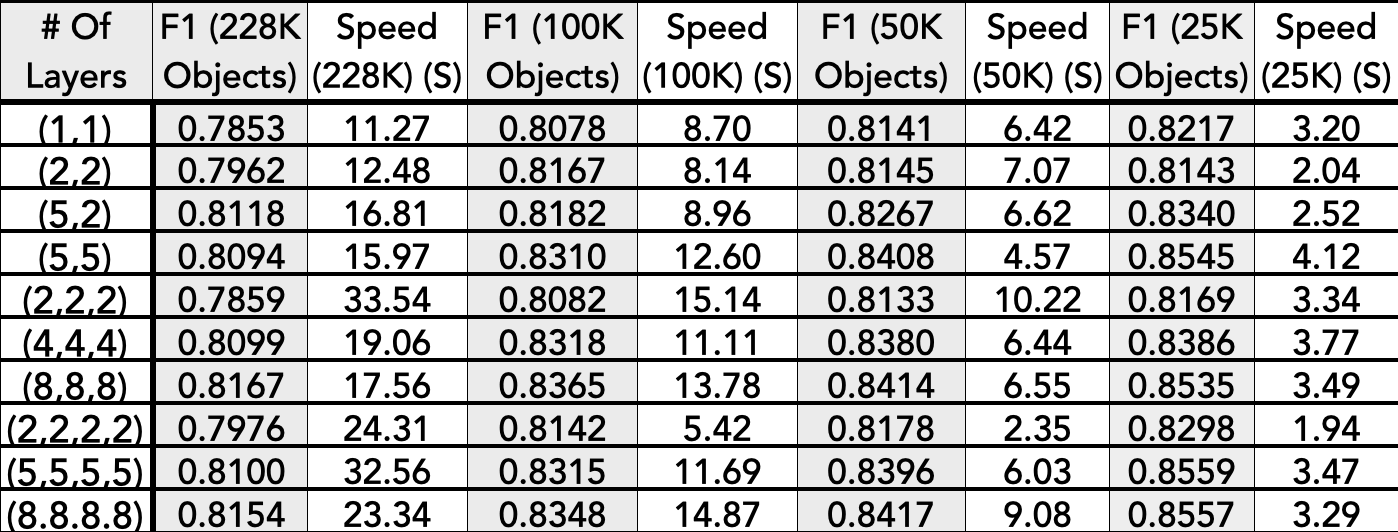 # Of Layers F1 (228K Objects) Speed (228K) (S) F1 (100K Objects) Speed (100K) (S) F1 (50K Objects) Speed (50K) (S) F1 (25K Objects) Speed (25K) (S)
(1,1) 0.7853 11.27 0.8078 8.70 0.8141 6.42 0.8217 3.20
(2,2) 0.7962 12.48 0.8167 8.14 0.8145 7.07 0.8143 2.04
(5,2) 0.8118 16.81 0.8182 8.96 0.8267 6.62 0.8340 2.52
(5,5) 0.8094 15.97 0.8310 12.60 0.8408 4.57 0.8545 4.12
(2,2,2) 0.7859 33.54 0.8082 15.14 0.8133 10.22 0.8169 3.34
(4,4,4) 0.8099 19.06 0.8318 11.11 0.8380 6.44 0.8386 3.77
(8,8,8) 0.8167 17.56 0.8365 13.78 0.8414 6.55 0.8535 3.49
(2,2,2,2) 0.7976 24.31 0.8142 5.42 0.8178 2.35 0.8298 1.94
(5,5,5,5) 0.8100 32.56 0.8315 11.69 0.8396 6.03 0.8559 3.47
(8.8.8.8) 0.8154 23.34 0.8348 14.87 0.8417 9.08 0.8557 3.29